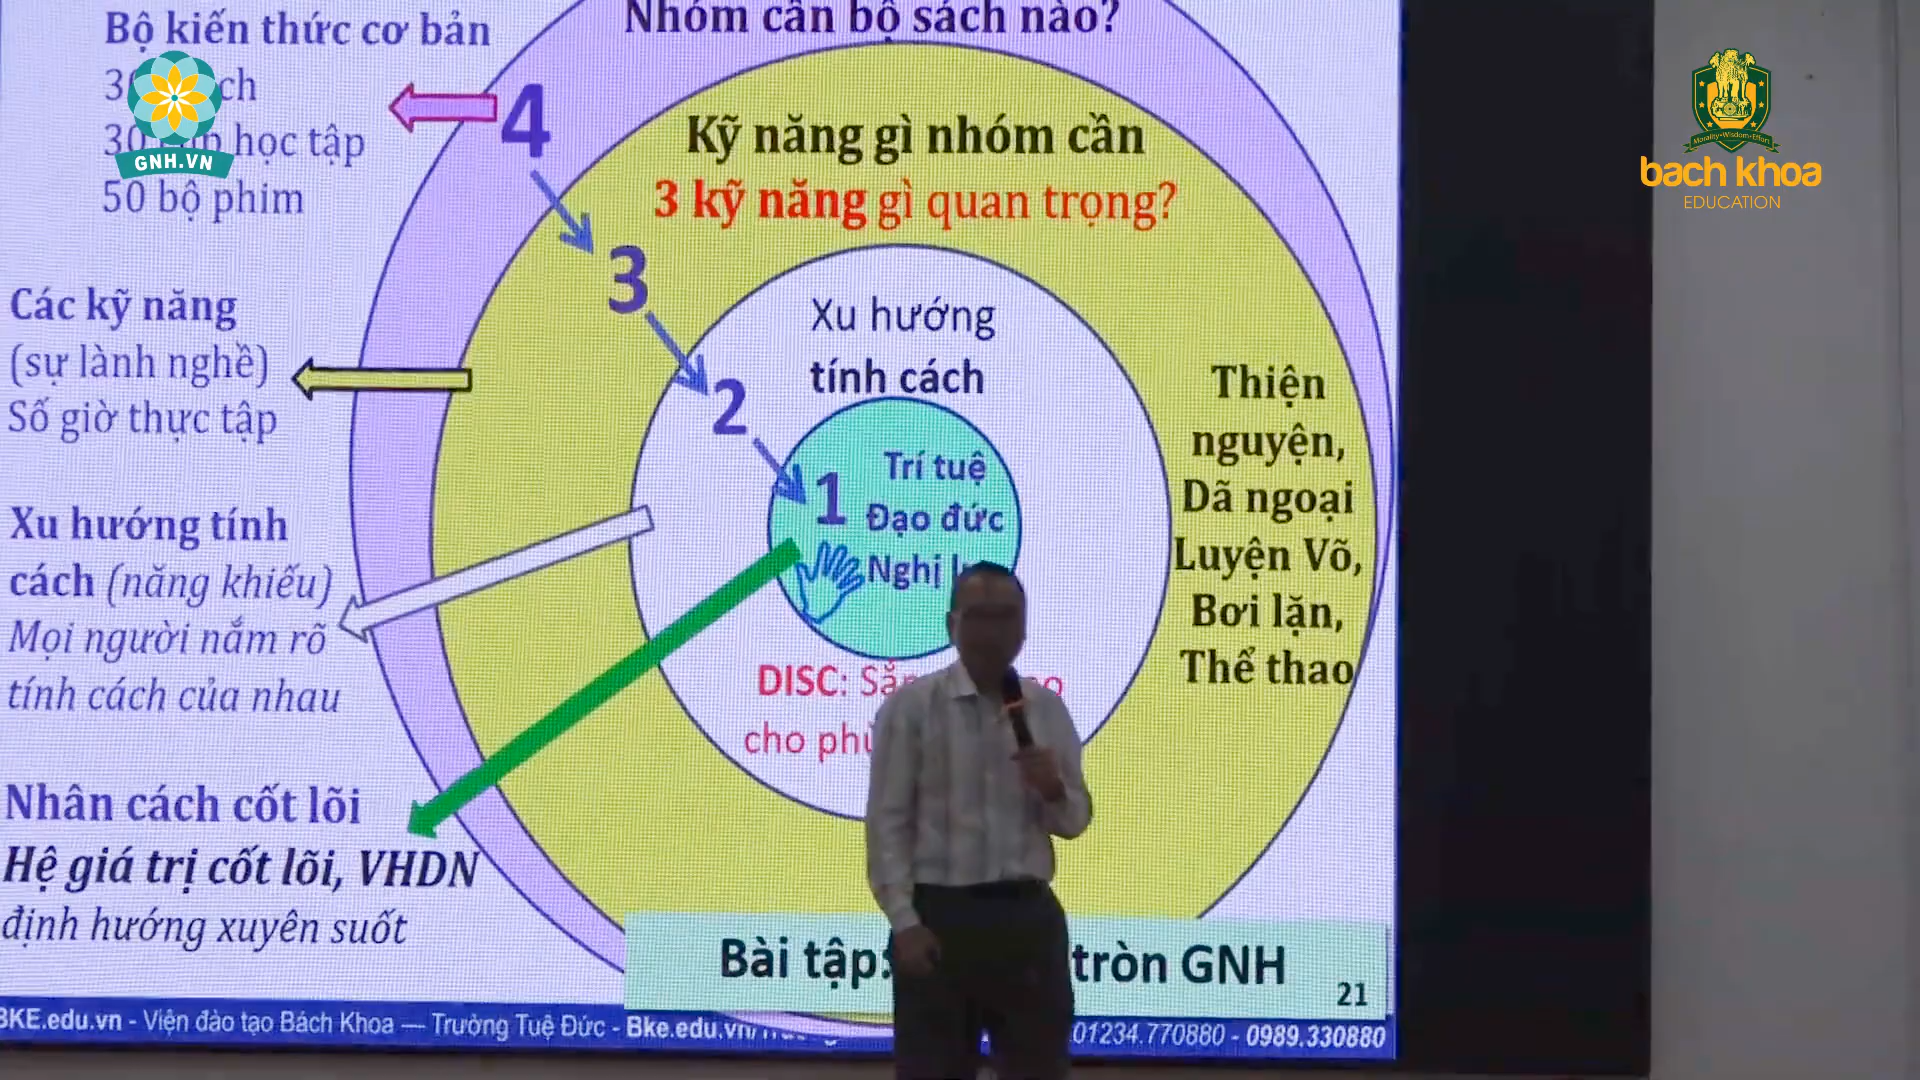 Bộ kiến thức cơ bản
30 ch
30 học tập
50 bộ phim
GNH.VN
Các kỹ năng
(sự lành nghề)
Số giờ thực tập
Xu hướng tính
cách (năng khiếu)
Mọi người nắm rõ
tính cách của nhau
Nhân cách cốt lõi
Hệ giá trị cốt lõi, VHDN
định hướng xuyên suốt
Nhóm cần bộ sách nào?
4
Kỹ năng gì nhóm cần
3 kỹ năng gì quan trọng?
3
Xu hướng
tính cách
2
1
Trí tuệ
Đạo đức
Nghị
DISC:
cho
Thiện
nguyện,
Dã ngoại
Luyện Võ,
Bơi lặn,
Thể thao
Bài tập: tròn GNH
21
BKE.edu.vn - Viện đào tạo Bách Khoa — Trường Tuệ Đức - Bke.edu.vn/ 01234.770880 - 0989.330880
Morality•Wisdom•Effort
bach khoa
EDUCATION